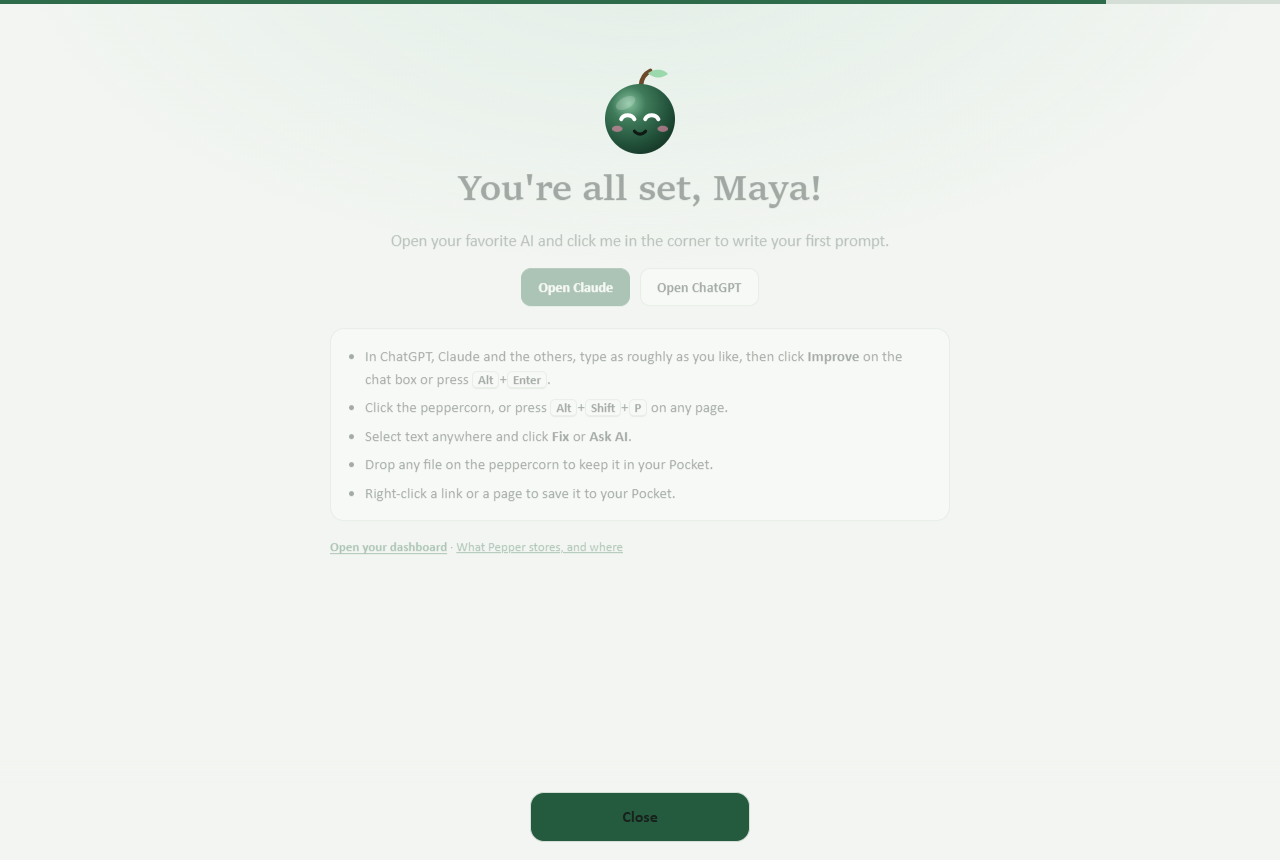 You're all set, Maya!
Open your favorite AI and click me in the corner to write your first prompt.
Open Claude
Open ChatGPT
In ChatGPT, Claude and the others, type as roughly as you like, then click Improve on the
chat box or press Alt+Enter.
Click the peppercorn, or press Alt+Shift+P on any page.
Select text anywhere and click Fix or Ask AI.
Drop any file on the peppercorn to keep it in your Pocket.
Right-click a link or a page to save it to your Pocket.
Open your dashboard · What Pepper stores, and where
Close